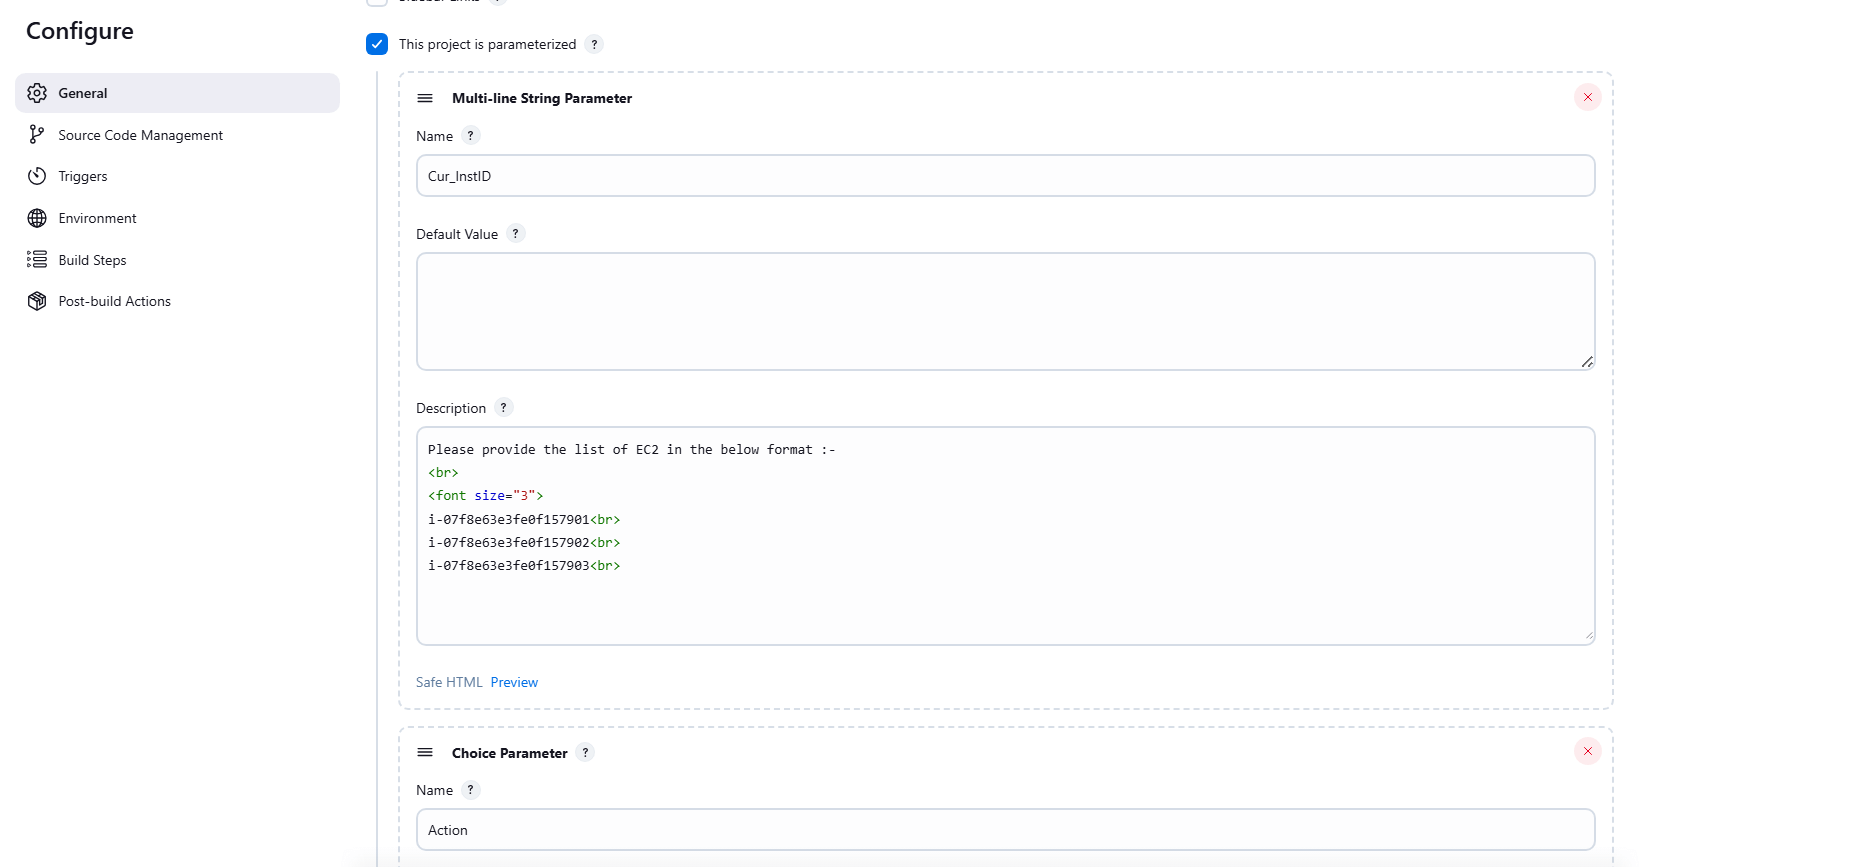 Configure
General
Source Code Management
Triggers
Environment
Build Steps
Post-build Actions
Sidebar Links ?
This project is parameterized ?
Multi-line String Parameter
Name ?
Cur_InstID
Default Value ?
Description ?
Please provide the list of EC2 in the below format :-
<br>
<font size="3">
i-07f8e63e3fe0f157901<br>
i-07f8e63e3fe0f157902<br>
i-07f8e63e3fe0f157903<br>
Safe HTML Preview
Choice Parameter ?
Name ?
Action